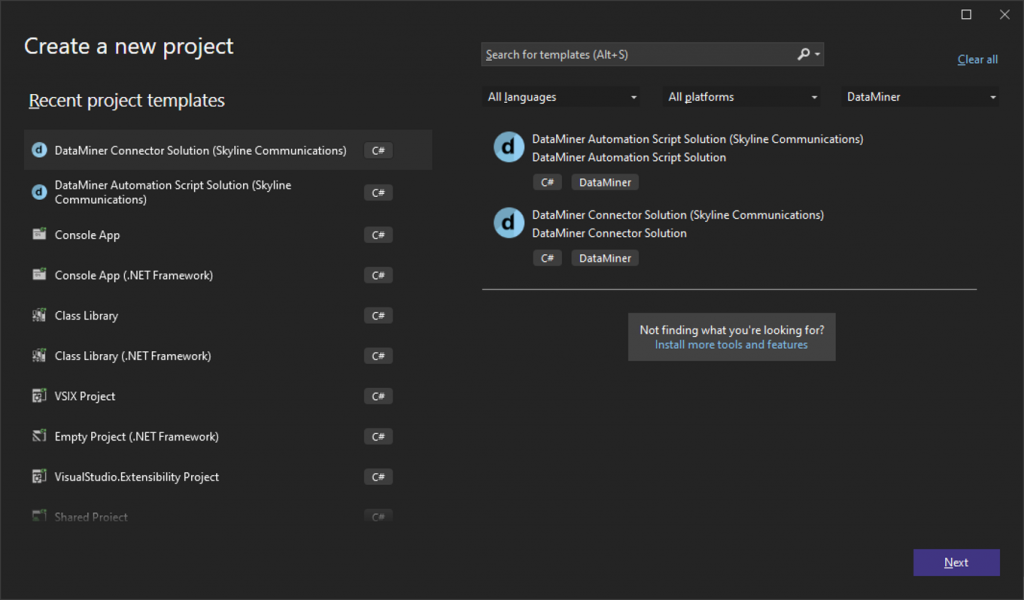 Create a new project
Recent project templates
DataMiner Connector Solution (Skyline Communications)
C#
DataMiner Automation Script Solution (Skyline
Communications)
C#
Console App
C#
Console App (.NET Framework)
C#
Class Library
C#
Class Library (.NET Framework)
C#
VSIX Project
C#
Empty Project (.NET Framework)
C#
VisualStudio.Extensibility Project
C#
Shared Project
C#
Search for templates (Alt+S)
Clear all
All languages
All platforms
DataMiner
d
DataMiner Automation Script Solution (Skyline Communications)
DataMiner Automation Script Solution
C# DataMiner
d
DataMiner Connector Solution (Skyline Communications)
DataMiner Connector Solution
C# DataMiner
Not finding what you're looking for?
Install more tools and features
Next